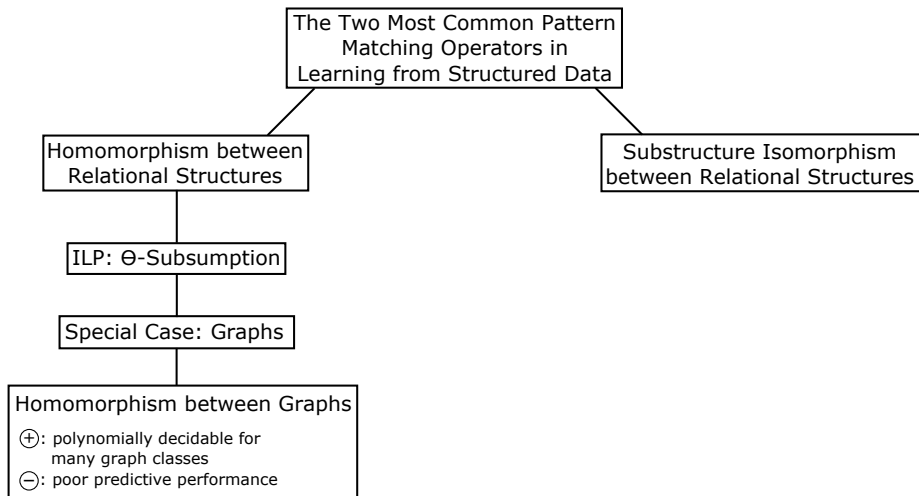 The Two Most Common Pattern
Matching Operators in
Learning from Structured Data
Homomorphism between
Relational Structures
Substructure Isomorphism
between Relational Structures
ILP: Θ-Subsumption
Special Case: Graphs
Homomorphism between Graphs
⊕: polynomially decidable for
many graph classes
⊖: poor predictive performance